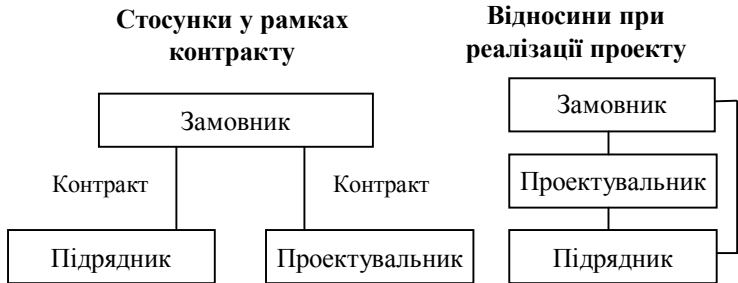 Стосунки у рамках
контракту
Замовник
Контракт
Контракт
Підрядник
Проектувальник
Відносини при
реалізації проекту
Замовник
Проектувальник
Підрядник